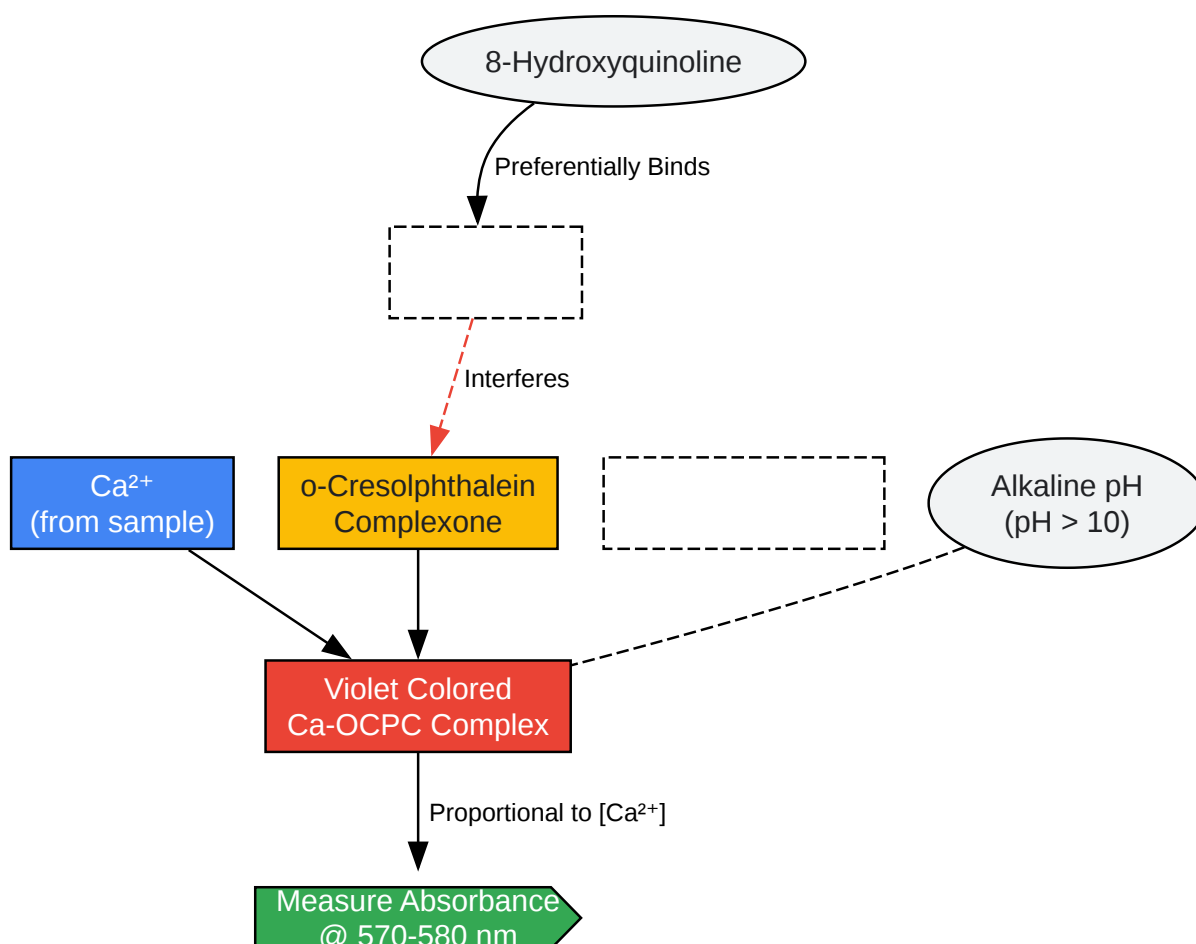 8-Hydroxyquinoline
Preferentially Binds
Interferes
Ca²⁺
(from sample)
o-Cresolphthalein
Complexone
Alkaline pH
(pH > 10)
Violet Colored
Ca-OCPC Complex
Proportional to [Ca²⁺]
Measure Absorbance
@ 570-580 nm